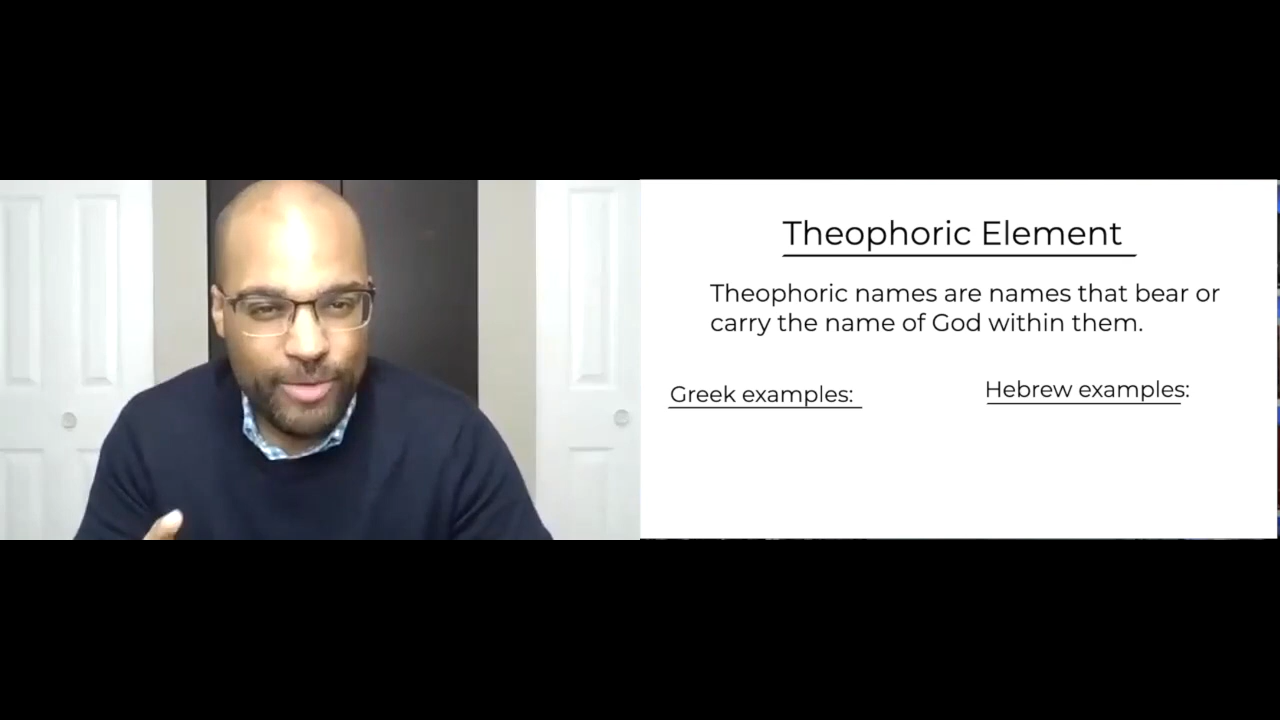 Theophoric Element
Theophoric names are names that bear or
carry the name of God within them.
Greek examples:
Hebrew examples: